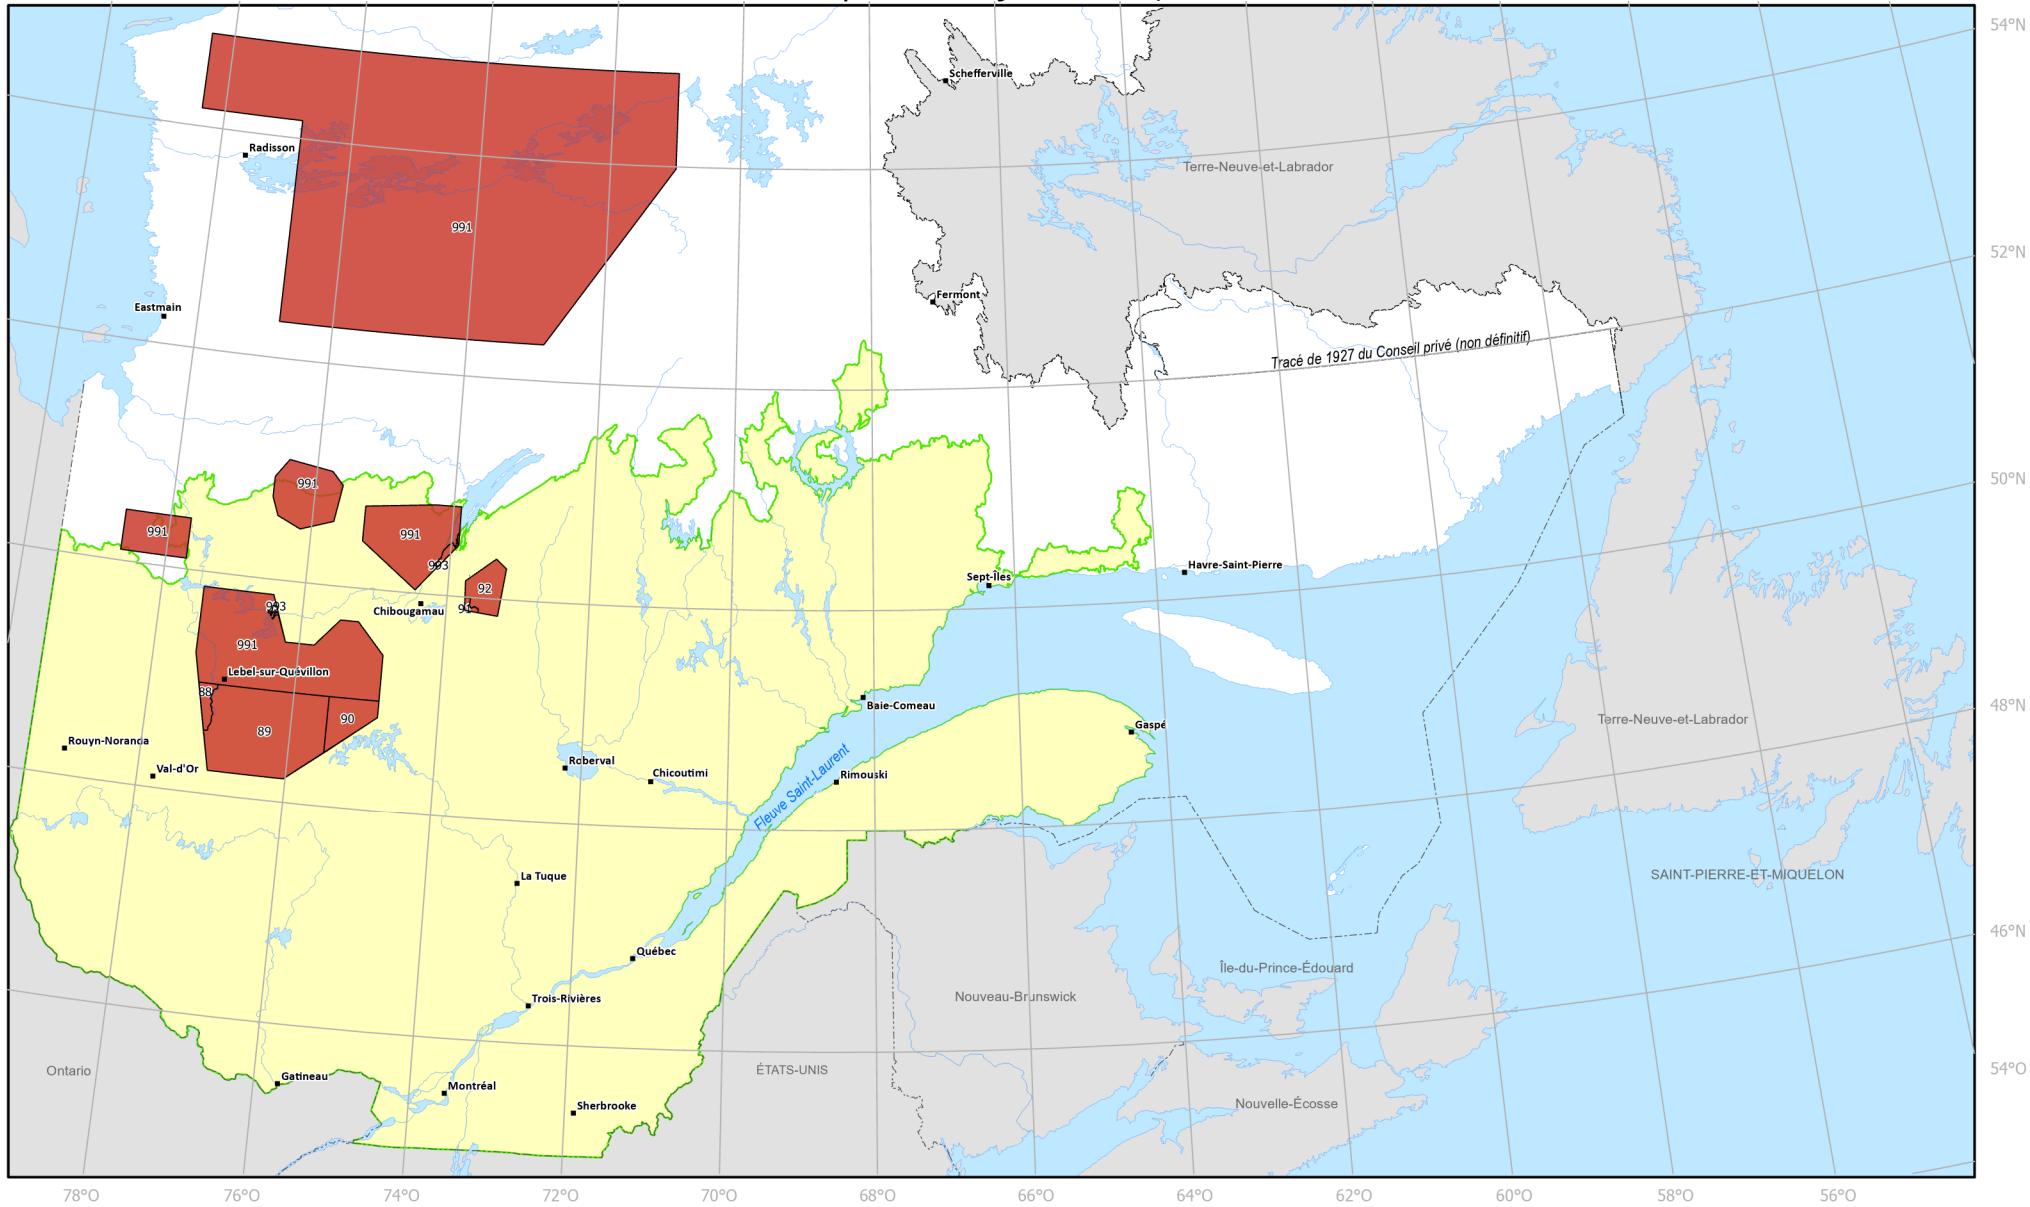 54°N
Schefferville
Radisson
Terre-Neuve-et-Labrador
991
52°N
Fermont
Eastmain
Tracé de 1927 du Conseil privé (non définitif)
50°N
991
991
991
993
Havre-Saint-Pierre
Sept-Îles
92
91
993
Chibougamau
991
Lebel-sur-Quévillon
88
48°N
Baie-Comeau
90
Terre-Neuve-et-Labrador
Gaspé
89
Rouyn-Noranda
Roberval
Val-d'Or
Chicoutimi
Rimouski
Fleuve Saint-Laurent
La Tuque
SAINT-PIERRE-ET-MIQUELON
46°N
Québec
Île-du-Prince-Édouard
Trois-Rivières
Nouveau-Brunswick
Ontario
ÉTATS-UNIS
54°O
Gatineau
Montréal
Sherbrooke
Nouvelle-Écosse
78°O 76°O 74°O 72°O 70°O 68°O 66°O 64°O 62°O 60°O 58°O 56°O